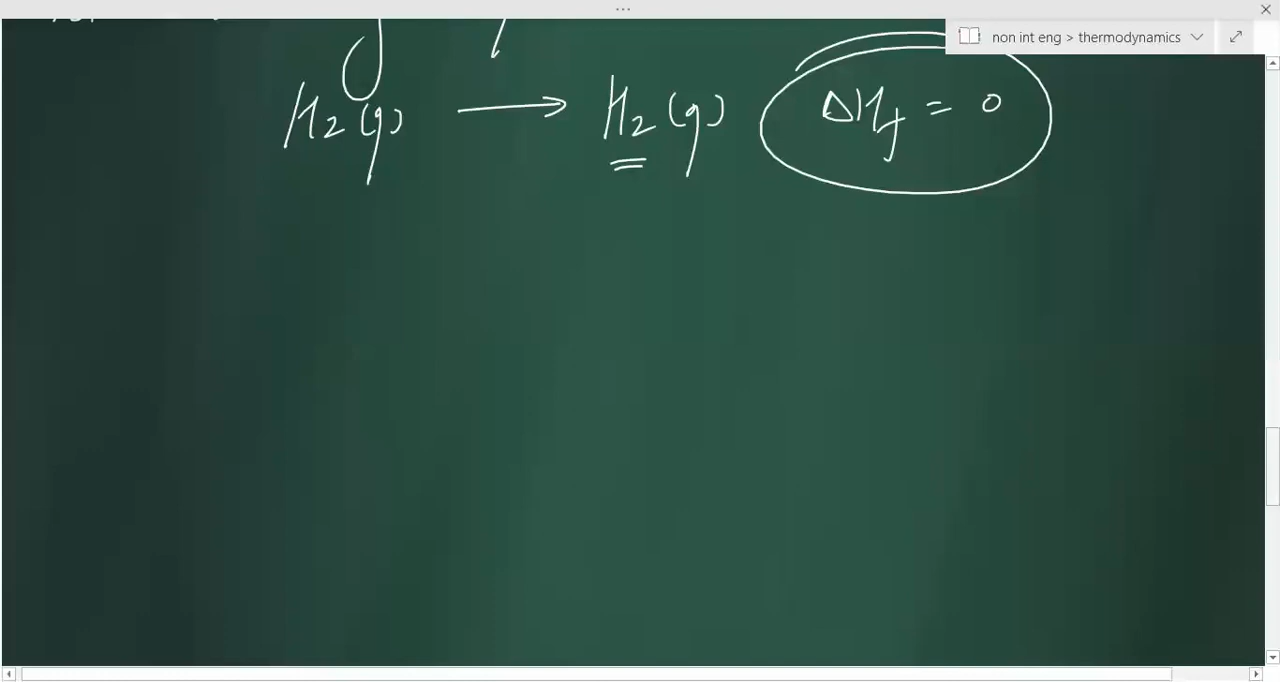 non int eng > thermodynamics
H2(g) ⟶ H2(g) ΔHf = 0